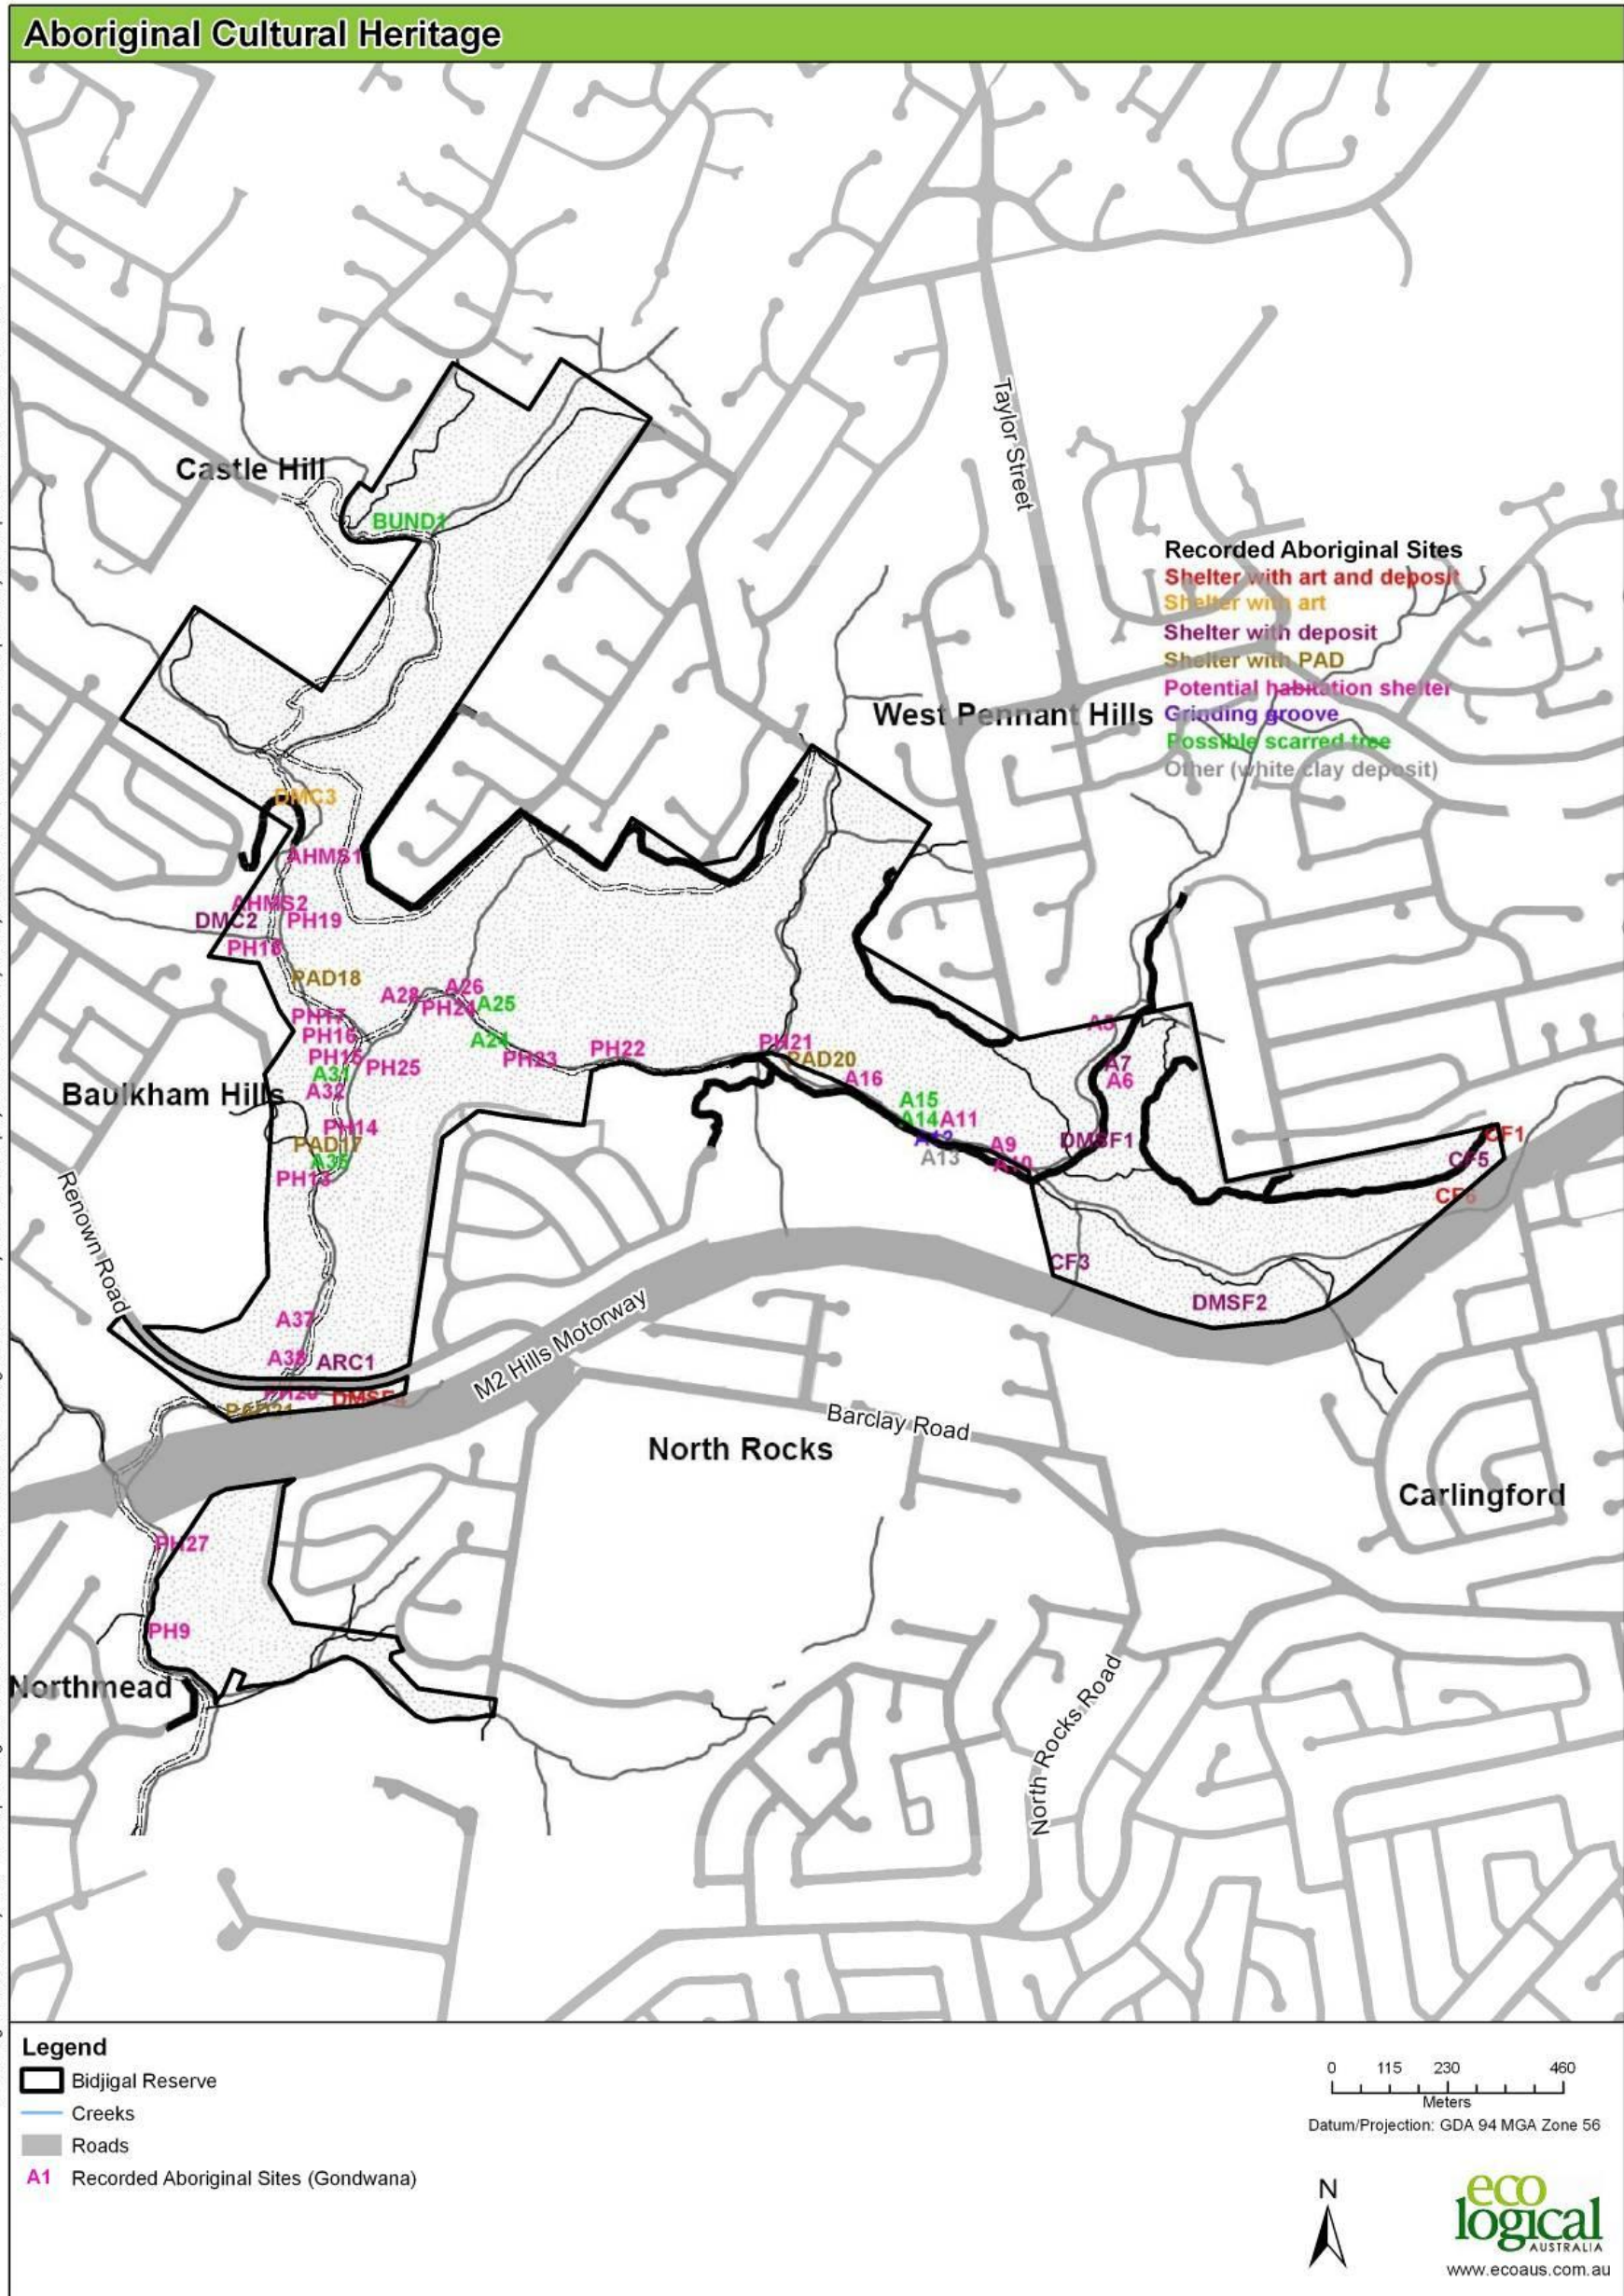 Aboriginal Cultural Heritage
Taylor Street
Castle Hill
BUND1
Recorded Aboriginal Sites
Shelter with art and deposit
Shelter with art
Shelter with deposit
Shelter with PAD
Potential habitation shelter
Grinding groove
Possible scarred tree
Other (white clay deposit)
West Pennant Hills
DMC3
AHMS1
AHMS2
DMC2
PH19
PH18
PAD18
A28
A26
PH24
A25
PH17
PH16
A24
PH15
PH25
PH23
PH22
PH21
PAD20
A31
A32
A16
A5
A7
A6
Baulkham Hills
A15
A14
A11
A12
A13
A9
A10
DMSF1
PH14
PAD17
PH13
CF1
CF5
CF3
DMSF2
Renown Road
A37
A38
ARC1
PAD21
M2 Hills Motorway
Barclay Road
North Rocks
Carlingford
PH27
PH9
Northmead
North Rocks Road
Legend
Bidjigal Reserve
Creeks
Roads
A1 Recorded Aboriginal Sites (Gondwana)
0 115 230 460
Meters
Datum/Projection: GDA 94 MGA Zone 56
N
eco
logical
AUSTRALIA
www.ecoaus.com.au